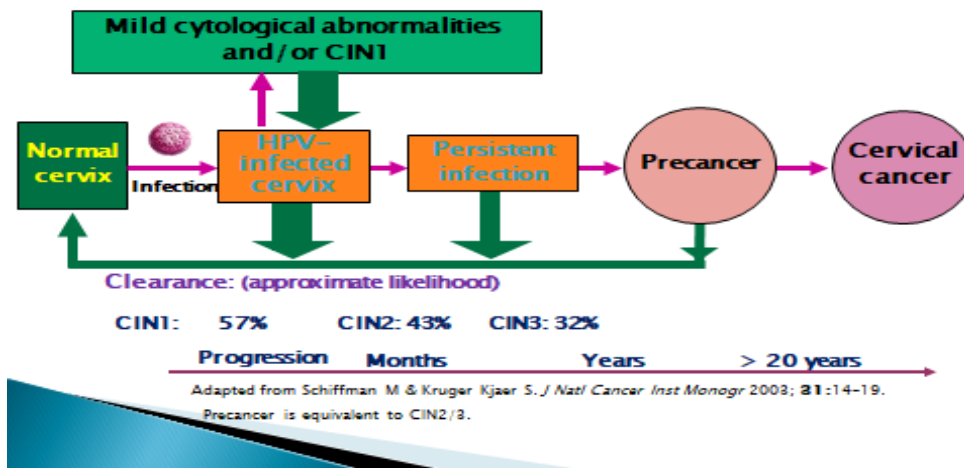 Mild cytological abnormalities
and/or CIN1
Normal
cervix
Infection
HPV-
infected
cervix
Persistent
infection
Precancer
Cervical
cancer
Clearance: (approximate likelihood)
CIN1: 57% CIN2: 43% CIN3: 32%
Progression Months Years > 20 years
Adapted from Schiffman M & Kruger Kjaer S. J Natl Cancer Inst Monogr 2003; 31:14-19.
Precancer is equivalent to CIN2/3.